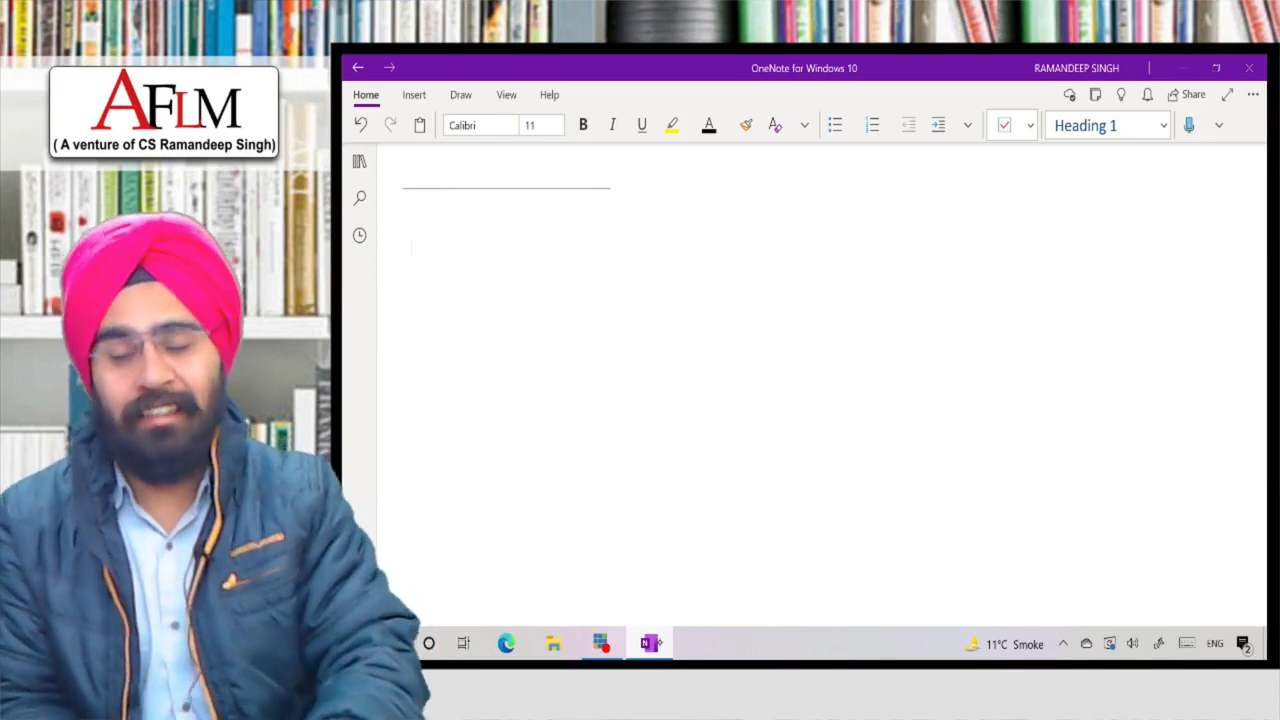 AFLM
( A venture of CS Ramandeep Singh)
OneNote for Windows 10
RAMANDEEP SINGH
Home Insert Draw View Help
Share
Calibri 11 B I U A Heading 1
11°C Smoke ENG 2